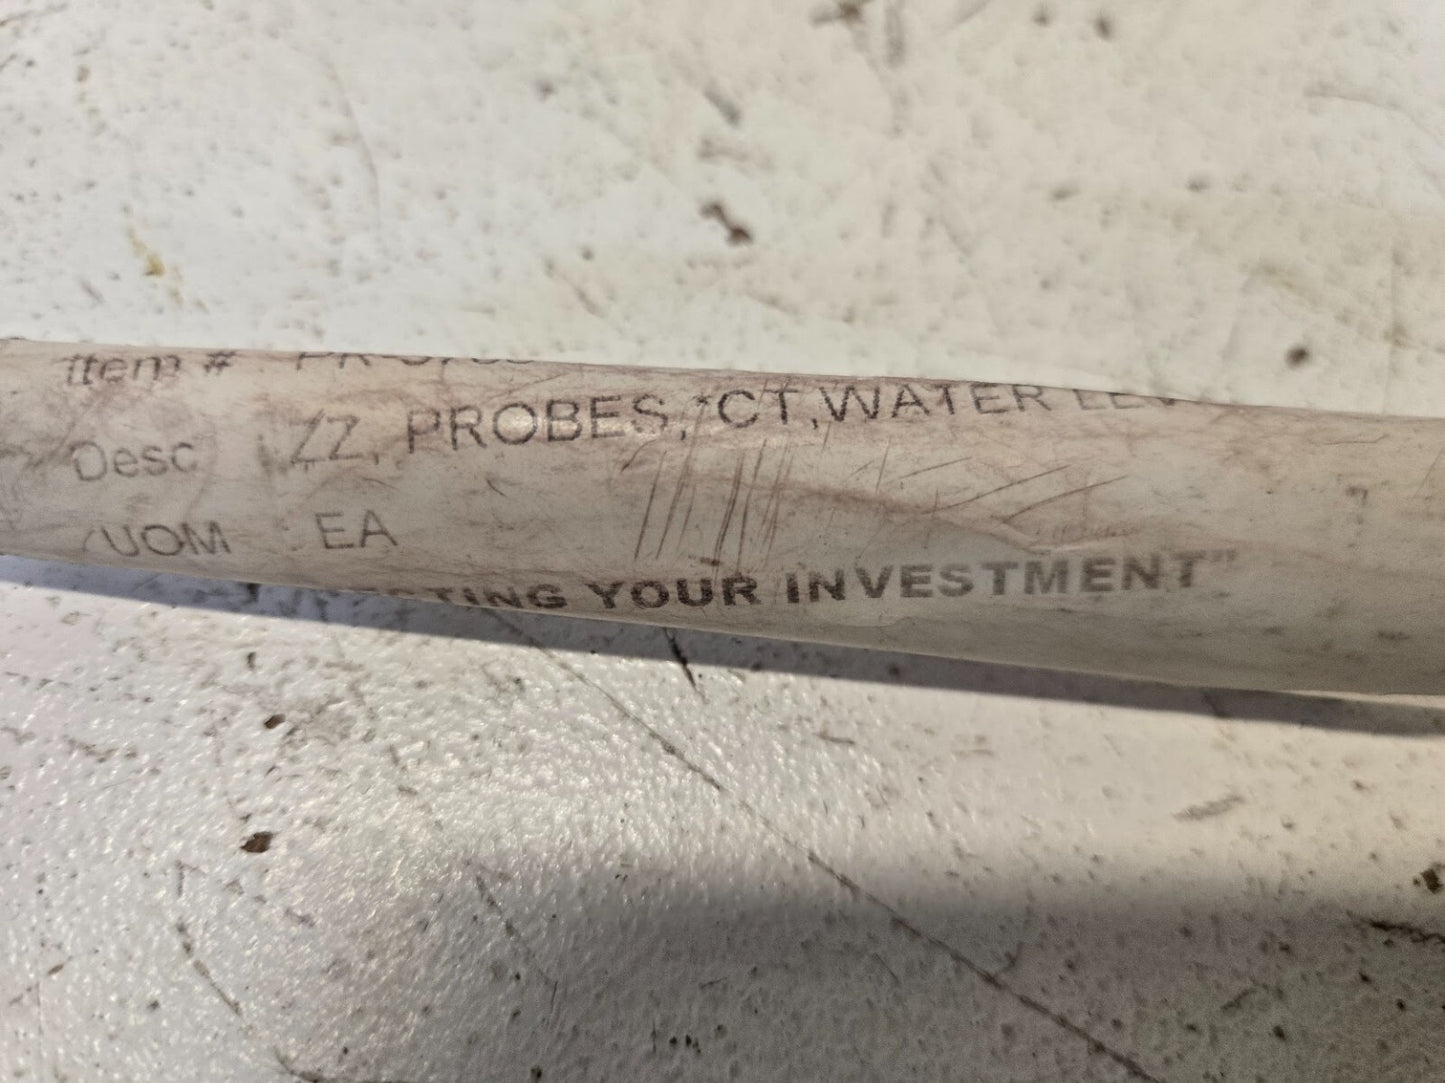 Item #
Desc ZZ, PROBES, *CT, WATER
UOM EA
YOUR INVESTMENT"